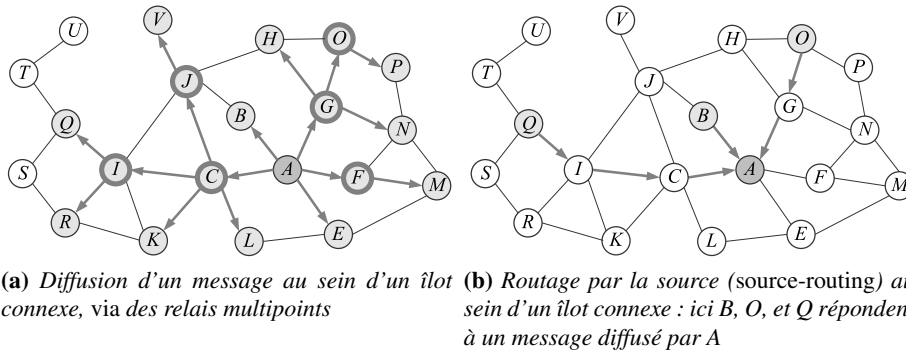 V
U
H
O
T
J
P
B
G
Q
N
S
I
C
A
F
M
R
K
L
E
V
U
H
O
T
J
P
B
G
Q
N
S
I
C
A
F
M
R
K
L
E
(a) Diffusion d'un message au sein d'un îlot
connexe, via des relais multipoints
(b) Routage par la source (source-routing) au
sein d'un îlot connexe : ici B, O, et Q réponden
à un message diffusé par A